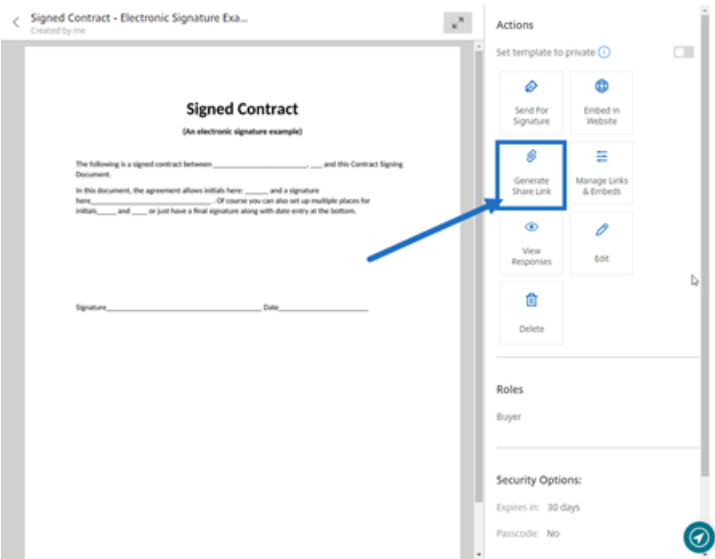 Signed Contract - Electronic Signature Exa...
Created by me
Signed Contract
(An electronic signature example)
The following is a signed contract between ____________________________, ___ and this Contract Signing
Document.
In this document, the agreement allows initials here: ______ and a signature
here___________________________________. Of course you can also set up multiple places for
initials_____ and ____ or just have a final signature along with date entry at the bottom.
Signature______________________________________________ Date__________________________
Actions
Set template to private
Send For
Signature
Embed In
Website
Generate
Share Link
Manage Links
& Embeds
View
Responses
Edit
Delete
Roles
Buyer
Security Options:
Expires in: 30 days
Passcode: No